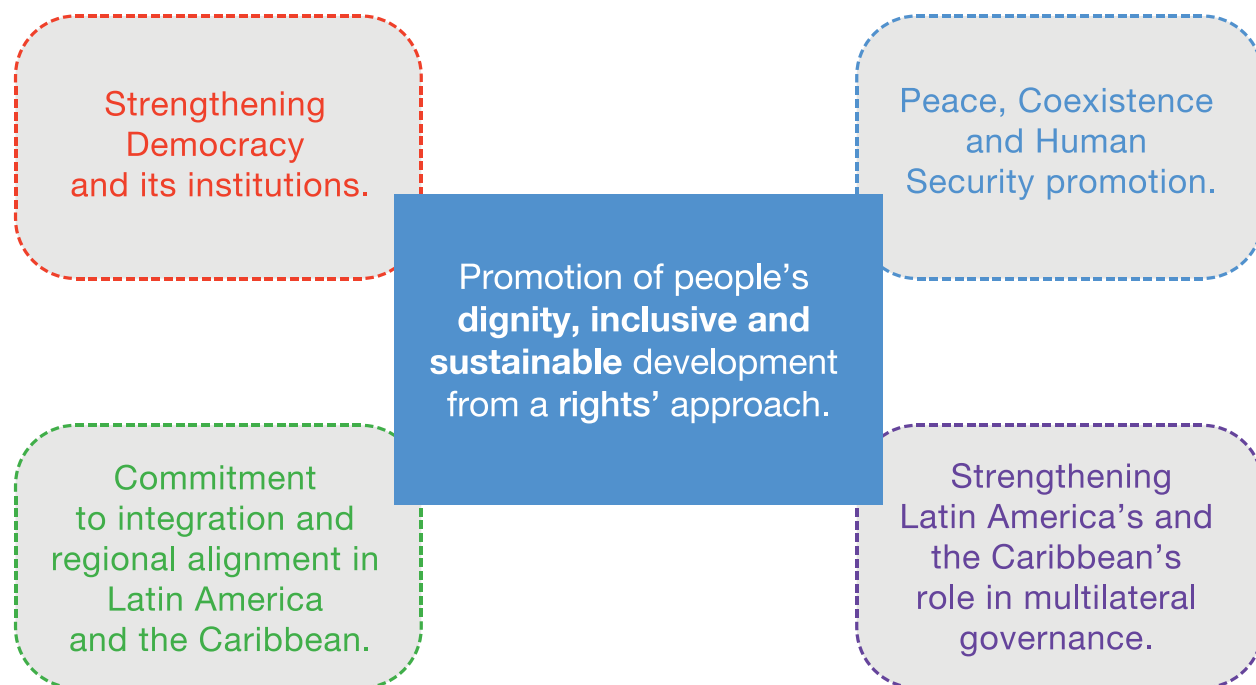 Strengthening
Democracy
and its institutions.
Peace, Coexistence
and Human
Security promotion.
Promotion of people’s
dignity, inclusive and
sustainable development
from a rights’ approach.
Commitment
to integration and
regional alignment in
Latin America
and the Caribbean.
Strengthening
Latin America’s and
the Caribbean’s
role in multilateral
governance.